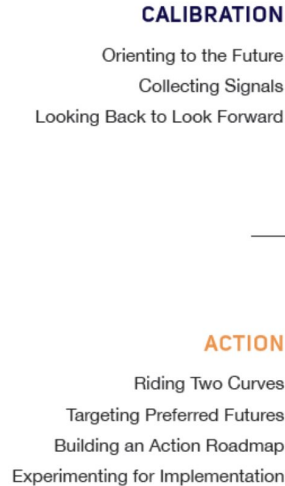 CALIBRATION
Orienting to the Future
Collecting Signals
Looking Back to Look Forward
ACTION
Riding Two Curves
Targeting Preferred Futures
Building an Action Roadmap
Experimenting for Implementation